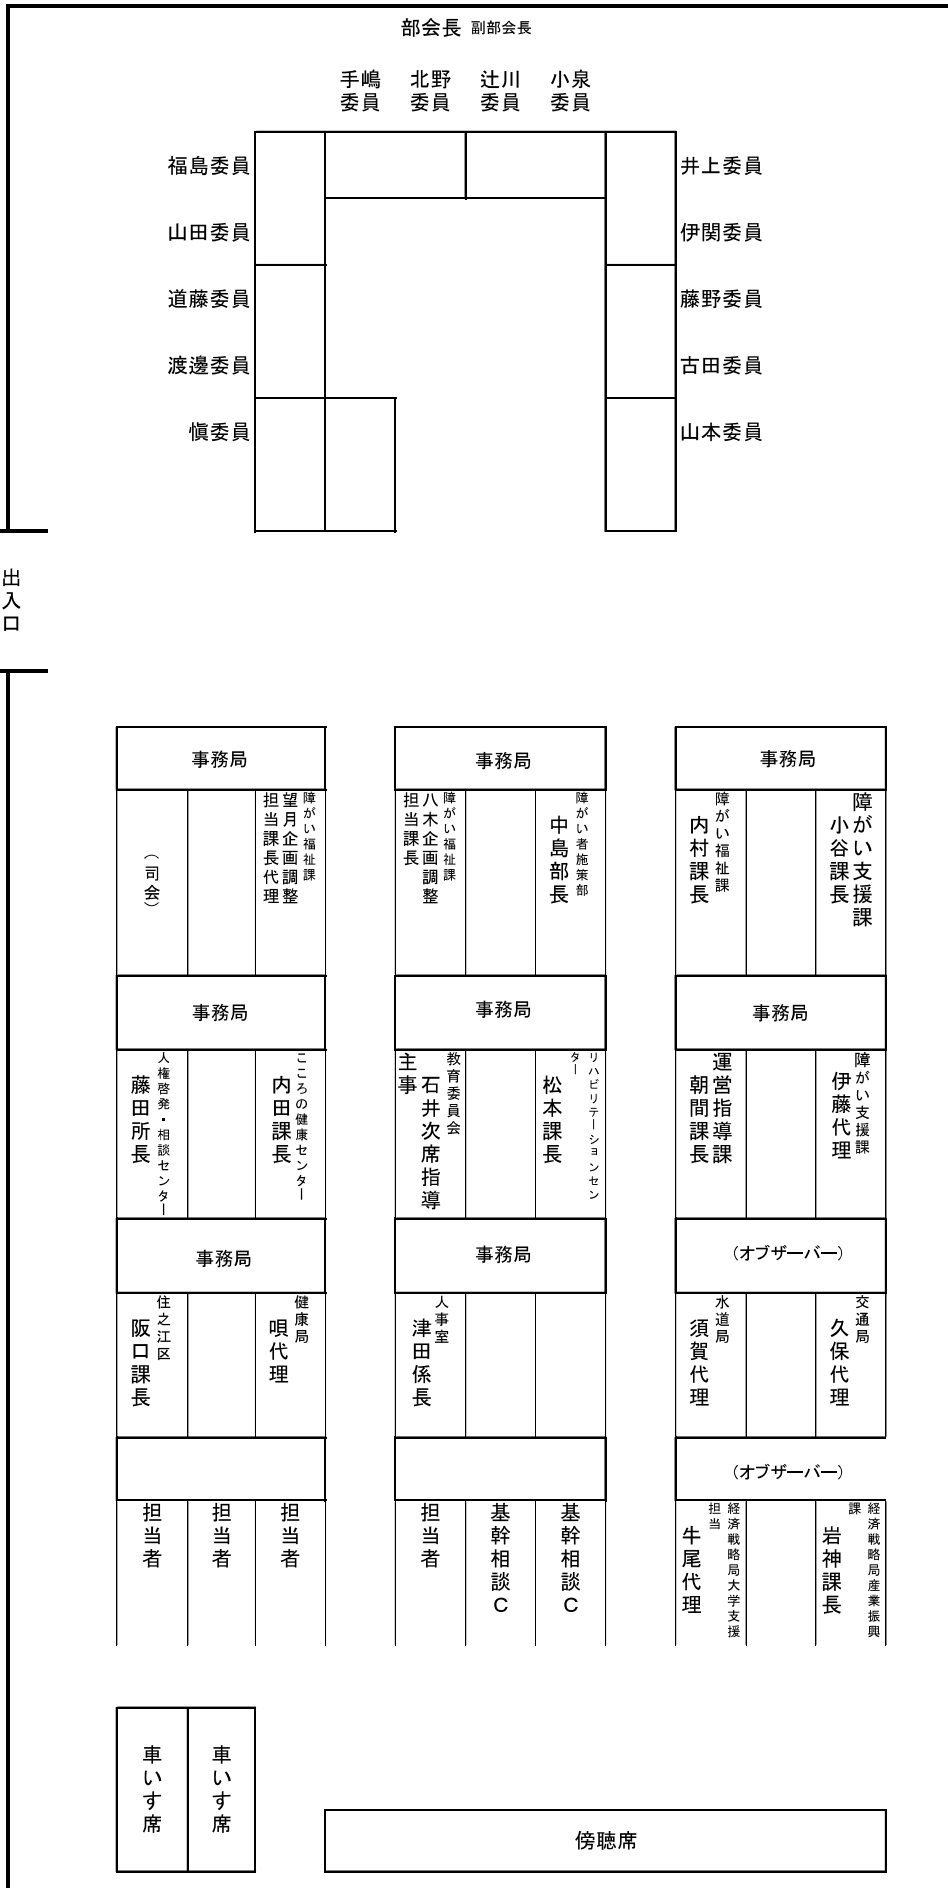 部会長 副部会長
手嶋委員
北野委員
辻川委員
小泉委員
福島委員
井上委員
山田委員
伊関委員
道藤委員
藤野委員
渡邊委員
古田委員
愼委員
山本委員
出入口
事務局
事務局
事務局
（司会）
障がい福祉課
望月企画調整
担当課長代理
障がい福祉課
八木企画調整
担当課長
障がい者施策部
中島部長
障がい福祉課
内村課長
障がい支援課
小谷課長
事務局
事務局
事務局
人権啓発・相談センター
藤田所長
こころの健康センター
内田課長
教育委員会
石井次席指導
主事
リハビリテーションセン
ター
松本課長
運営指導課
朝間課長
障がい支援課
伊藤代理
事務局
事務局
（オブザーバー）
住之江区
阪口課長
健康局
唄代理
人事室
津田係長
水道局
須賀代理
交通局
久保代理
（オブザーバー）
担当者
担当者
担当者
担当者
基幹相談C
基幹相談C
経済戦略局大学支援
担当
牛尾代理
経済戦略局産業振興
課
岩神課長
車いす席
車いす席
傍聴席